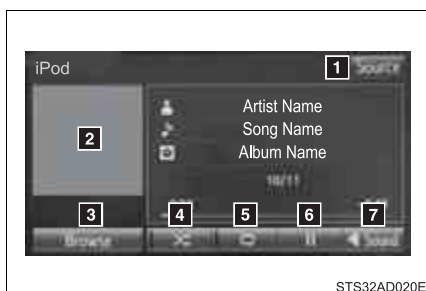 iPod
1 Source
Artist Name
Song Name
Album Name
2
10/11
3 4 5 6 7
Browse Sound
STS32AD020E